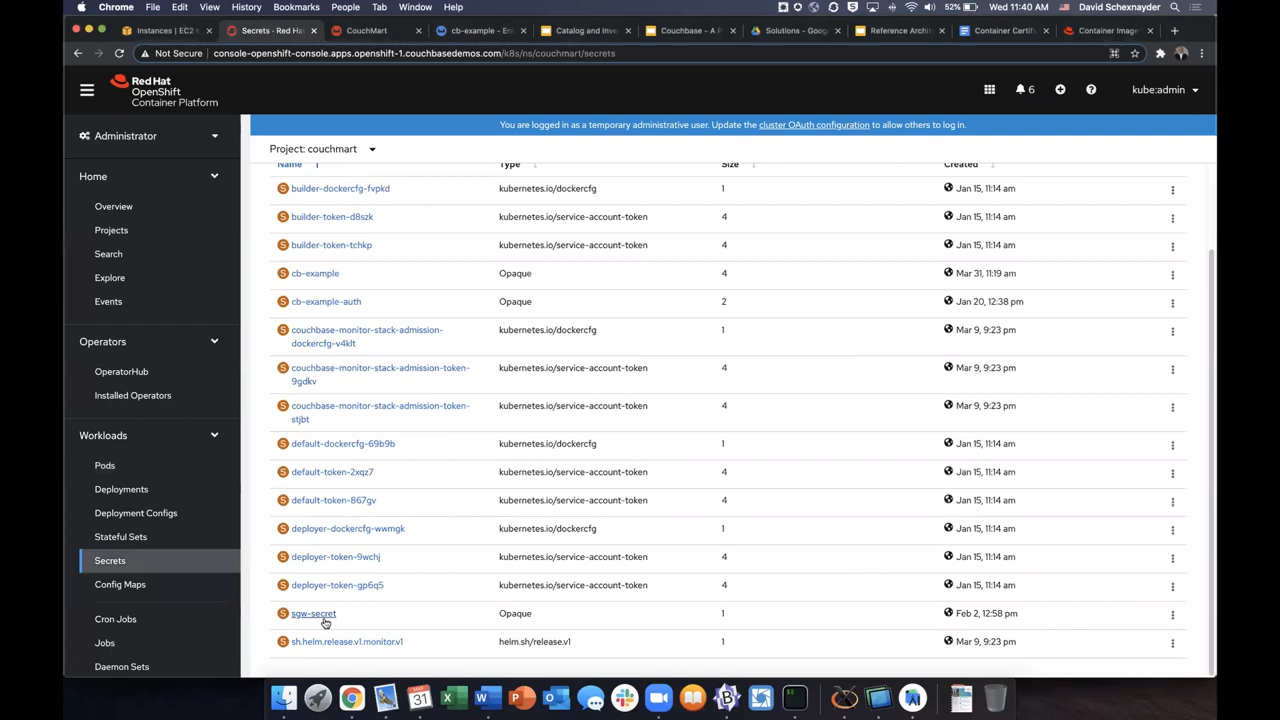 Chrome File Edit View History Bookmarks People Tab Window Help 52% Wed Mar 31 11:40 AM David Schexnayder
Instances | EC2 M
Secrets · Red Hat
CouchMart
cb-example - Ent
Catalog and Inve
Couchbase - A P
Solutions - Goog
Reference Archi
Container Certifi
Container Image
Not Secure console-openshift-console.apps.openshift-1.couchbasedemos.com/k8s/ns/couchmart/secrets
Red Hat
OpenShift
Container Platform
6
kube:admin
You are logged in as a temporary administrative user. Update the cluster OAuth configuration to allow others to log in.
Administrator
Home
Overview
Projects
Search
Explore
Events
Operators
OperatorHub
Installed Operators
Workloads
Pods
Deployments
Deployment Configs
Stateful Sets
Secrets
Config Maps
Cron Jobs
Jobs
Daemon Sets
Project: couchmart
Name Type Size Created
S builder-dockercfg-fvpkd kubernetes.io/dockercfg 1 Jan 15, 11:14 am
S builder-token-d8szk kubernetes.io/service-account-token 4 Jan 15, 11:14 am
S builder-token-tchkp kubernetes.io/service-account-token 4 Jan 15, 11:14 am
S cb-example Opaque 4 Mar 31, 11:19 am
S cb-example-auth Opaque 2 Jan 20, 12:38 pm
S couchbase-monitor-stack-admission- kubernetes.io/dockercfg 1 Mar 9, 9:23 pm
dockercfg-v4klt
S couchbase-monitor-stack-admission-token- kubernetes.io/service-account-token 4 Mar 9, 9:23 pm
9gdkv
S couchbase-monitor-stack-admission-token- kubernetes.io/service-account-token 4 Mar 9, 9:23 pm
stjbt
S default-dockercfg-69b9b kubernetes.io/dockercfg 1 Jan 15, 11:14 am
S default-token-2xqz7 kubernetes.io/service-account-token 4 Jan 15, 11:14 am
S default-token-867gv kubernetes.io/service-account-token 4 Jan 15, 11:14 am
S deployer-dockercfg-wwmgk kubernetes.io/dockercfg 1 Jan 15, 11:14 am
S deployer-token-9wchj kubernetes.io/service-account-token 4 Jan 15, 11:14 am
S deployer-token-gp6q5 kubernetes.io/service-account-token 4 Jan 15, 11:14 am
S sgw-secret Opaque 1 Feb 2, 12:58 pm
S sh.helm.release.v1.monitor.v1 helm.sh/release.v1 1 Mar 9, 9:23 pm
31